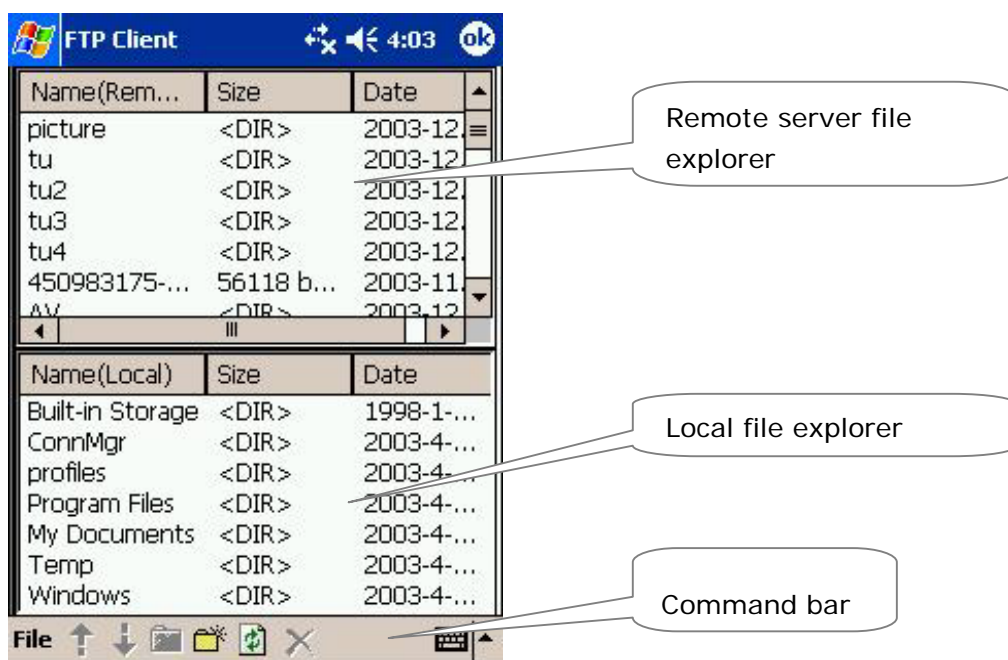 FTP Client 4:03 ok
Name(Rem... Size Date
picture <DIR> 2003-12.
tu <DIR> 2003-12
tu2 <DIR> 2003-12.
tu3 <DIR> 2003-12.
tu4 <DIR> 2003-12.
450983175-... 56118 b... 2003-11.
AV <DIR> 2003-12
Remote server file
explorer
Name(Local) Size Date
Built-in Storage <DIR> 1998-1-...
ConnMgr <DIR> 2003-4-...
profiles <DIR> 2003-4-...
Program Files <DIR> 2003-4-...
My Documents <DIR> 2003-4-...
Temp <DIR> 2003-4-...
Windows <DIR> 2003-4-...
Local file explorer
File
Command bar